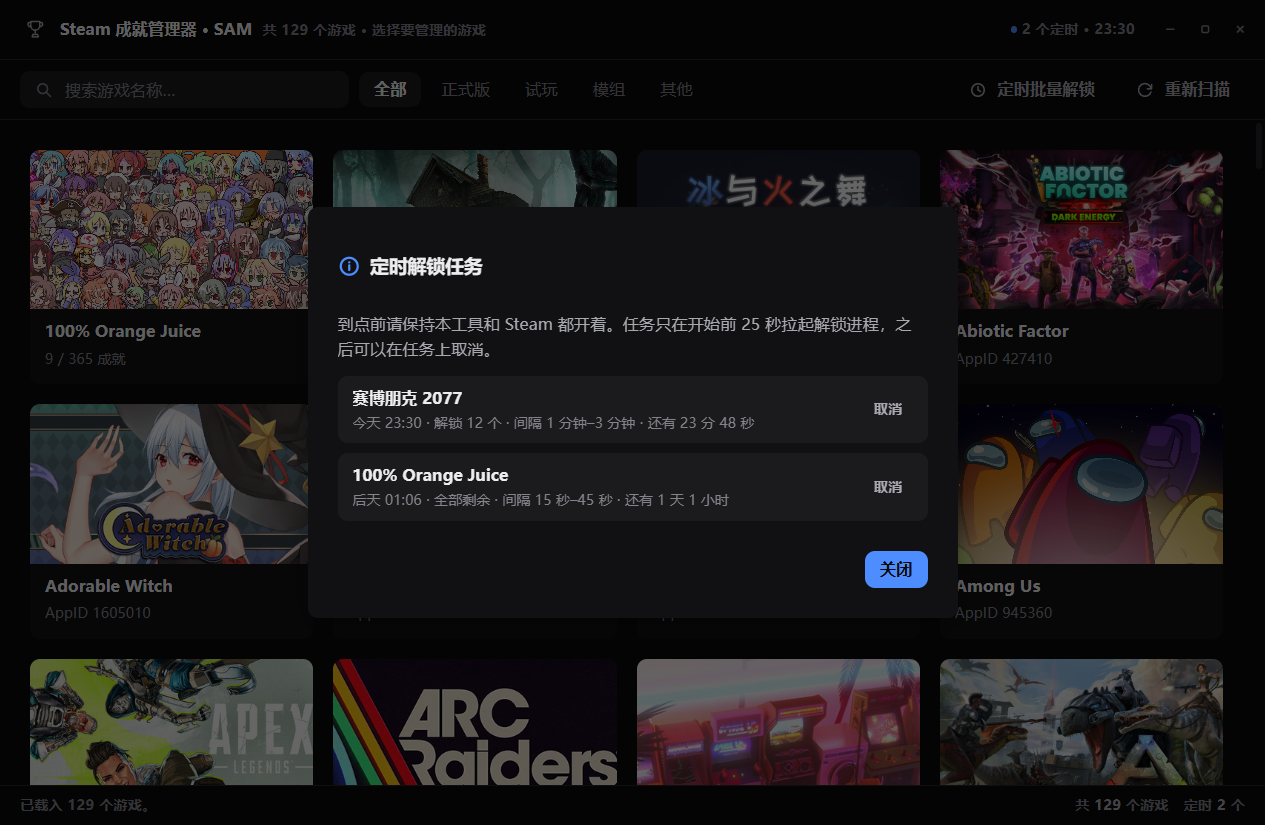 Steam 成就管理器 • SAM 共 129 个游戏 • 选择要管理的游戏
2 个定时 • 23:30
搜索游戏名称...
全部 正式版 试玩 模组 其他
定时批量解锁 重新扫描
冰与火之舞
ABIOTIC FACTOR
DARK ENERGY
100% Orange Juice
9 / 365 成就
Abiotic Factor
AppID 427410
定时解锁任务
到点前请保持本工具和 Steam 都开着。任务只在开始前 25 秒拉起解锁进程，之
后可以在任务上取消。
赛博朋克 2077
今天 23:30 · 解锁 12 个 · 间隔 1 分钟–3 分钟 · 还有 23 分 48 秒
取消
100% Orange Juice
后天 01:06 · 全部剩余 · 间隔 15 秒–45 秒 · 还有 1 天 1 小时
取消
关闭
Adorable
Witch
Adorable Witch
AppID 1605010
Among Us
AppID 945360
APEX
LEGENDS
ARC
Raiders
已载入 129 个游戏。
共 129 个游戏 定时 2 个